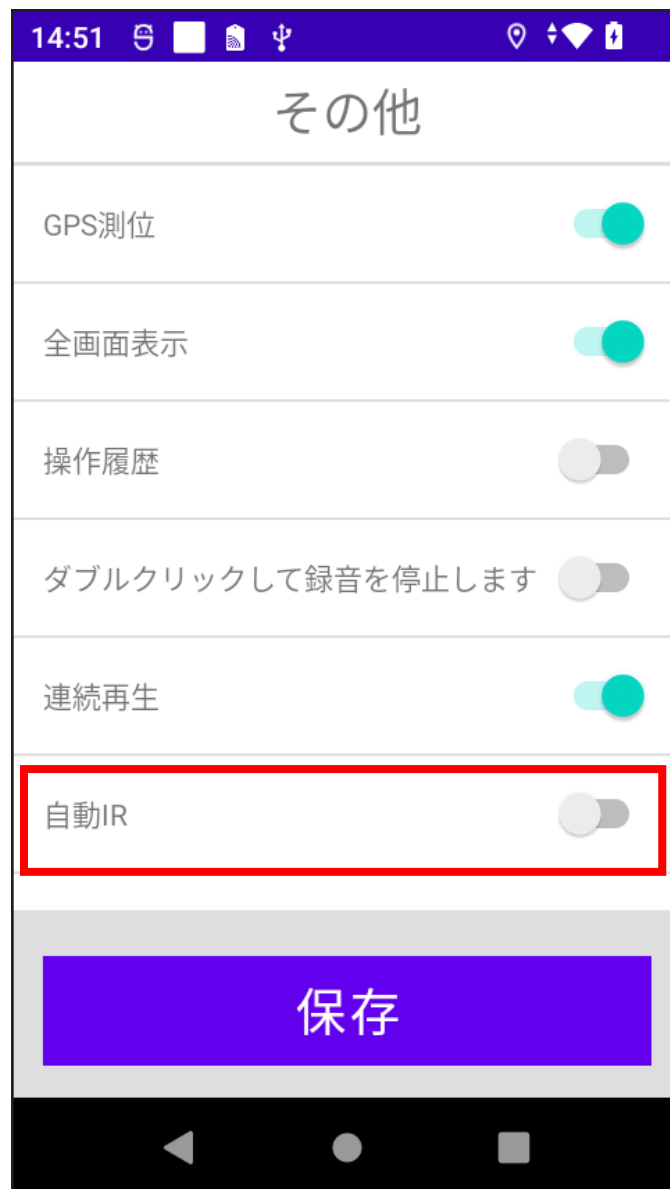 14:51
その他
GPS測位
全画面表示
操作履歴
ダブルクリックして録音を停止します
連続再生
自動IR
保存